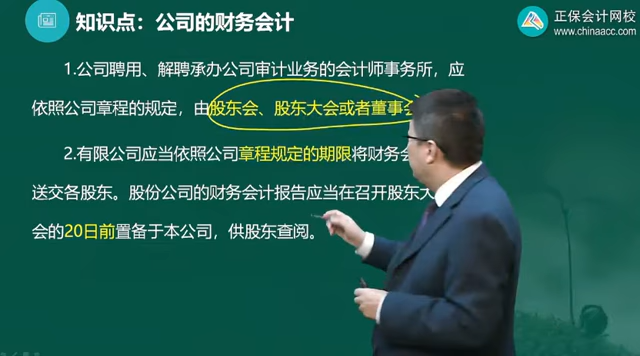 知识点：公司的财务会计
正保会计网校
www.chinaacc.com
1.公司聘用、解聘承办公司审计业务的会计师事务所，应
依照公司章程的规定，由股东会、股东大会或者董事会
2.有限公司应当依照公司章程规定的期限将财务会
送交各股东。股份公司的财务会计报告应当在召开股东大
会的20日前置备于本公司，供股东查阅。